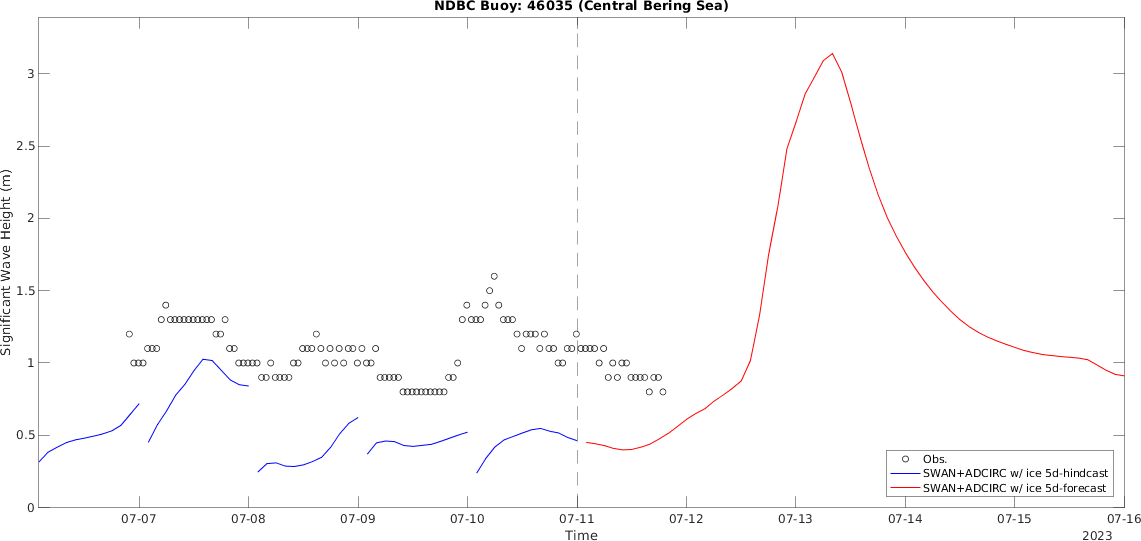 NDBC Buoy: 46035 (Central Bering Sea)
Significant Wave Height (m)
3
2.5
2
1.5
1
0.5
0
Obs.
SWAN+ADCIRC w/ ice 5d-hindcast
SWAN+ADCIRC w/ ice 5d-forecast
07-07 07-08 07-09 07-10 07-11 07-12 07-13 07-14 07-15 07-16
Time
2023